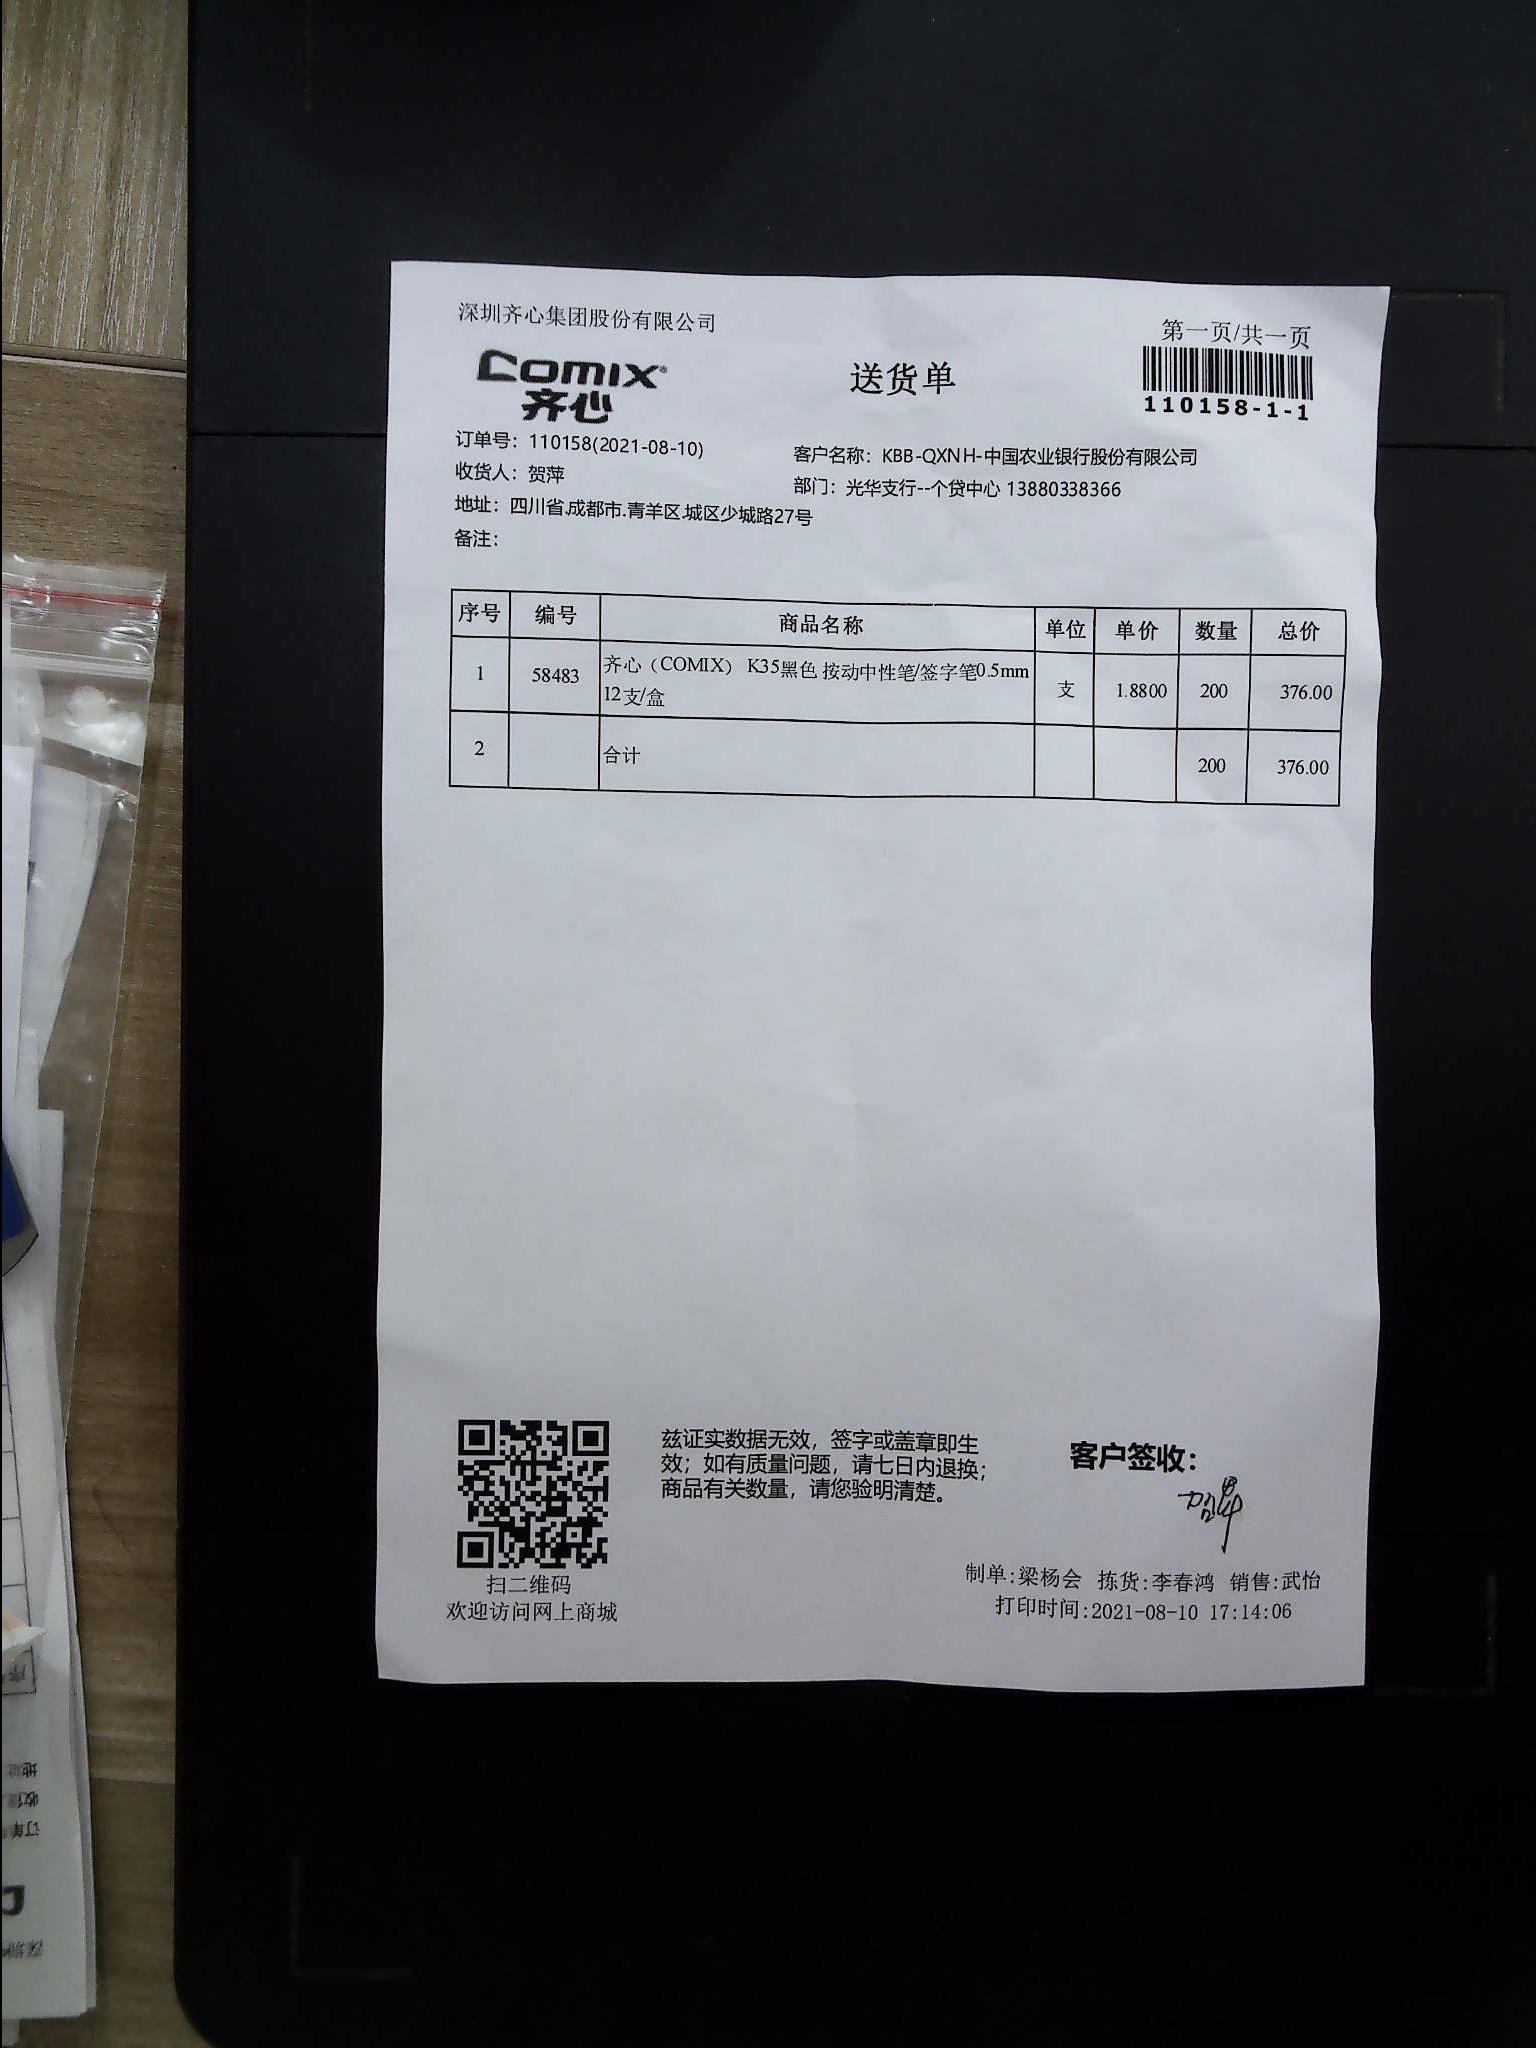 深圳齐心集团股份有限公司
第一页/共一页
COMIX
齐心
送货单
110158-1-1
订单号：110158(2021-08-10)
客户名称：KBB-QXNH-中国农业银行股份有限公司
收货人：贺萍
部门：光华支行--个贷中心 13880338366
地址：四川省.成都市.青羊区.城区少城路27号
备注：
序号 编号 商品名称 单位 单价 数量 总价
1 58483 齐心（COMIX） K35黑色 按动中性笔/签字笔0.5mm 12支/盒 支 1.8800 200 376.00
2 合计 200 376.00
兹证实数据无效，签字或盖章即生
效；如有质量问题，请七日内退换；
商品有关数量，请您验明清楚。
客户签收：
扫二维码
欢迎访问网上商城
制单:梁杨会 拣货:李春鸿 销售:武怡
打印时间:2021-08-10 17:14:06